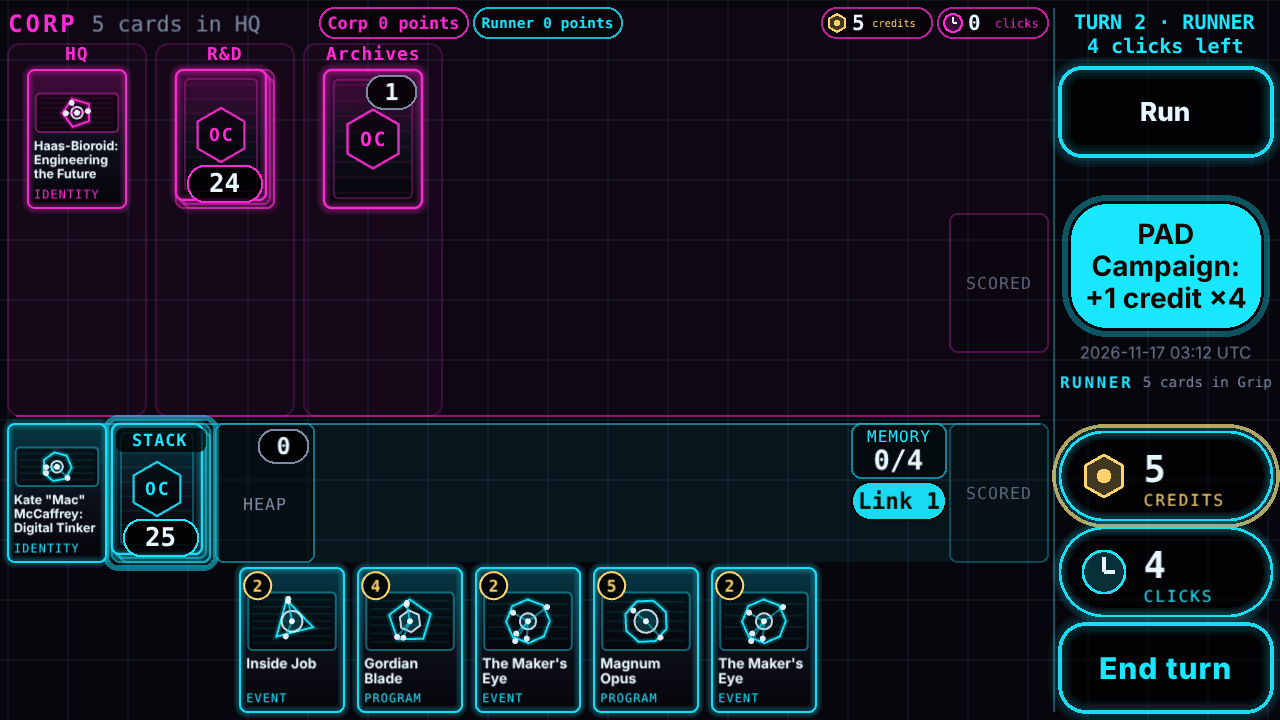 CORP 5 cards in HQ
Corp 0 points
Runner 0 points
5 credits
0 clicks
TURN 2 · RUNNER
4 clicks left
HQ
R&D
Archives
Haas-Bioroid:
Engineering
the Future
IDENTITY
OC
24
1
OC
Run
PAD
Campaign:
+1 credit ×4
SCORED
2026-11-17 03:12 UTC
RUNNER 5 cards in Grip
Kate "Mac"
McCaffrey:
Digital Tinker
IDENTITY
STACK
OC
25
0
HEAP
MEMORY
0/4
Link 1
SCORED
5
CREDITS
4
CLICKS
End turn
2
Inside Job
EVENT
4
Gordian
Blade
PROGRAM
2
The Maker's
Eye
EVENT
5
Magnum
Opus
PROGRAM
2
The Maker's
Eye
EVENT